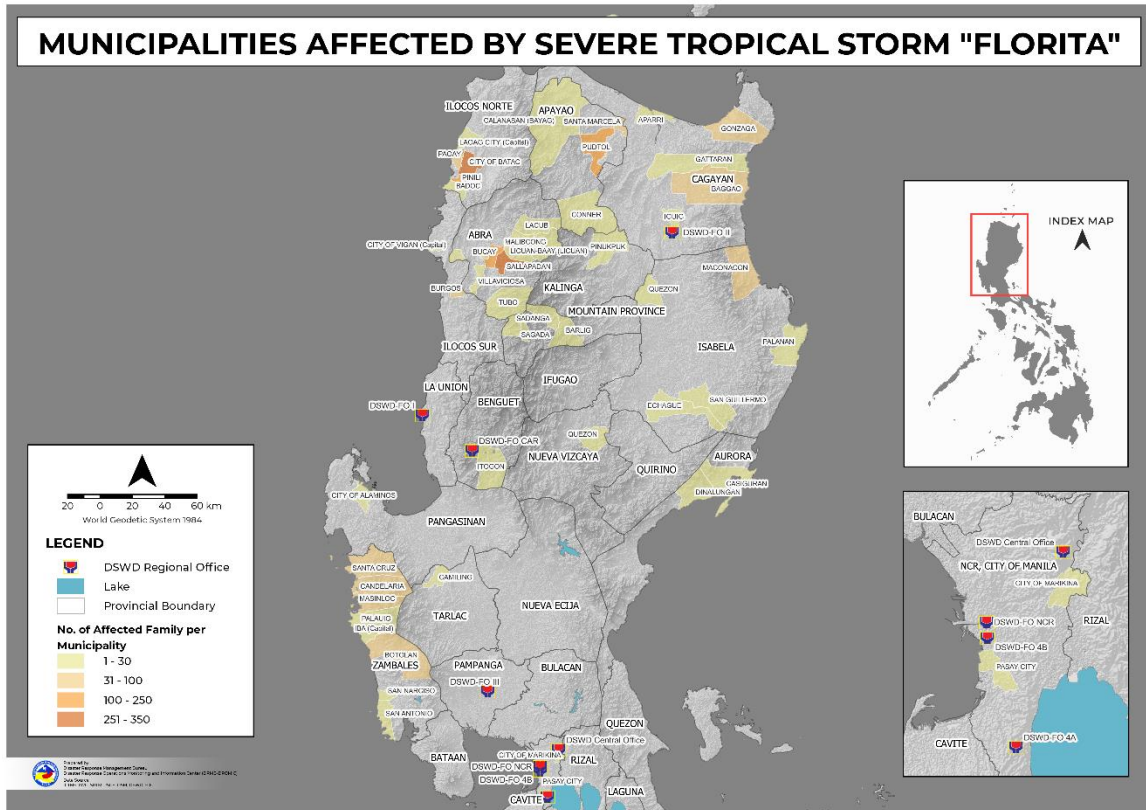 MUNICIPALITIES AFFECTED BY SEVERE TROPICAL STORM "FLORITA"
ILOCOS NORTE
APAYAO
CALANASAN (BAYAG)
SANTA MARCELA
APARRI
GONZAGA
LAOAG CITY (Capital)
PUDTOL
PAOAY
CITY OF BATAC
GATTARAN
PINILI
CAGAYAN
BADOC
BAGGAO
CONNER
LACUB
DSWD-FO II
ABRA
CITY OF VIGAN (Capital)
MALIBCONG
BUCAY
LICUAN-BAAY (LICUAN)
PINUKPUK
SALLAPADAN
MACONACON
VILLAVICIOSA
KALINGA
BURGOS
QUEZON
TUBO
MOUNTAIN PROVINCE
SADANGA
BARLIG
SAGADA
PALANAN
ILOCOS SUR
ISABELA
IFUGAO
LA UNION
BENGUET
DSWD-FO I
ECHAGUE
SAN GUILLERMO
QUEZON
DSWD-FO CAR
NUEVA VIZCAYA
AURORA
ITOGON
QUIRINO
CASIGURAN
DINALUNGAN
CITY OF ALAMINOS
PANGASINAN
SANTA CRUZ
CAMILING
CANDELARIA
MASINLOC
NUEVA ECIJA
PALAUIG
TARLAC
IBA (Capital)
BOTOLAN
ZAMBALES
PAMPANGA
BULACAN
DSWD-FO III
SAN NARCISO
SAN ANTONIO
QUEZON
DSWD Central Office
BATAAN
CITY OF MARIKINA
RIZAL
DSWD-FO NCR
DSWD-FO 4B
PASAY CITY
CAVITE
LAGUNA
20 0 20 40 60 km
World Geodetic System 1984
LEGEND
DSWD Regional Office
Lake
Provincial Boundary
No. of Affected Family per
Municipality
1 - 30
31 - 100
100 - 250
251 - 350
Prepared by
Disaster Response Management Bureau
Data Source
INDEX MAP
BULACAN
DSWD Central Office
NCR, CITY OF MANILA
CITY OF MARIKINA
DSWD-FO NCR
RIZAL
DSWD-FO 4B
PASAY CITY
CAVITE
DSWD-FO 4A